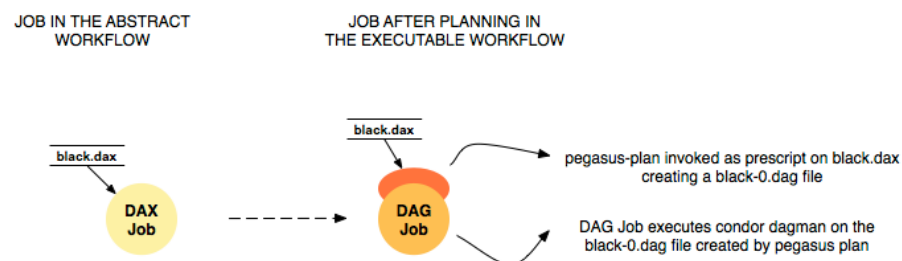 JOB IN THE ABSTRACT
WORKFLOW
JOB AFTER PLANNING IN
THE EXECUTABLE WORKFLOW
black.dax
DAX
Job
black.dax
DAG
Job
pegasus-plan invoked as prescript on black.dax
creating a black-0.dag file
DAG Job executes condor dagman on the
black-0.dag file created by pegasus plan